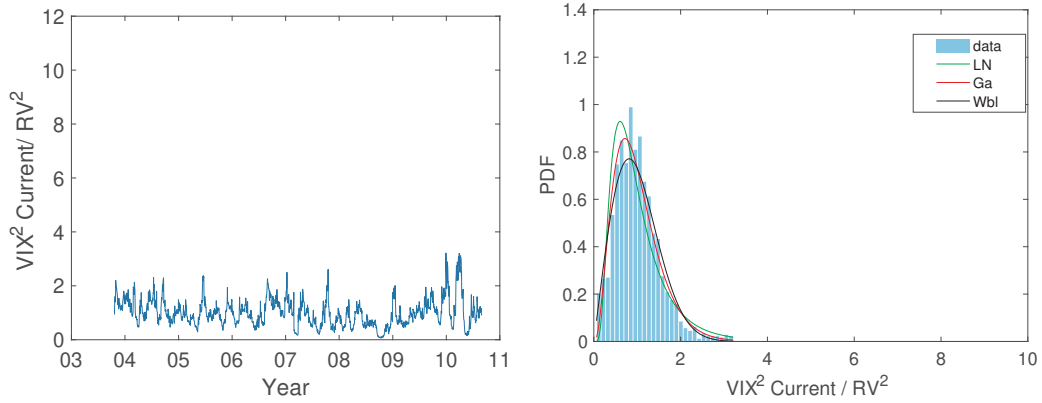 VIX² Current/ RV²
12
10
8
6
4
2
0
03 04 05 06 07 08 09 10 11
Year
PDF
1.4
1.2
1
0.8
0.6
0.4
0.2
0
0 2 4 6 8 10
VIX² Current / RV²
data
LN
Ga
Wbl